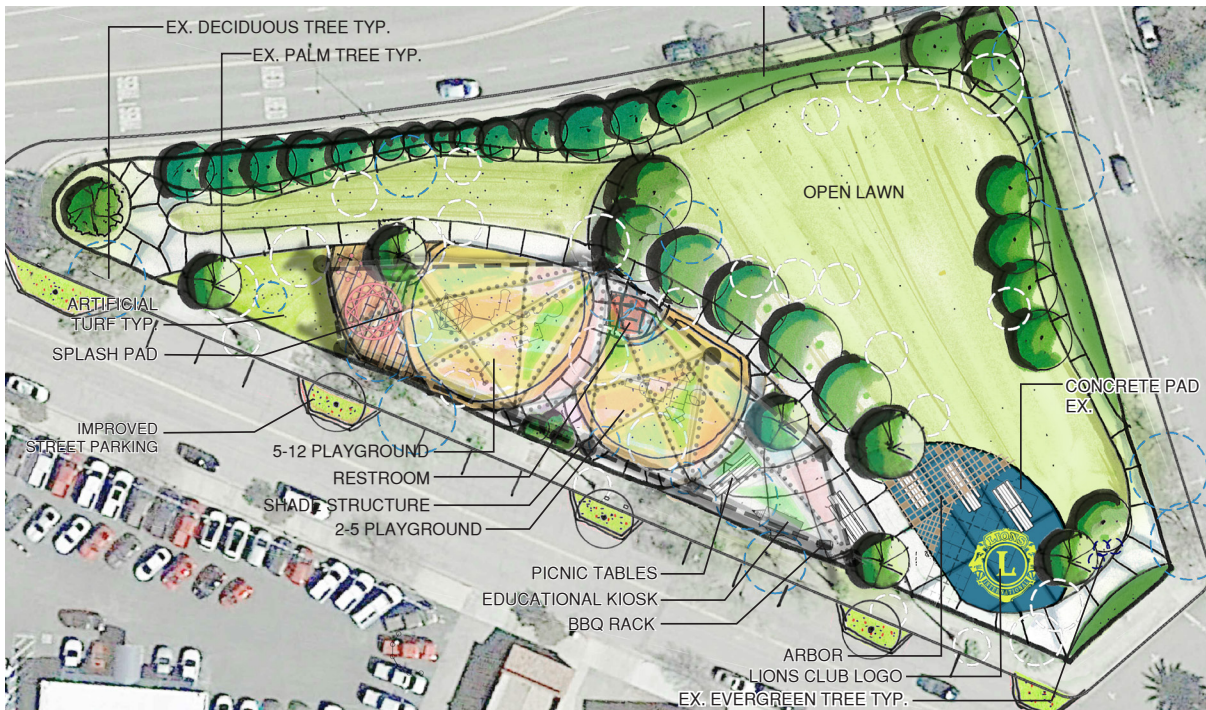 EX. DECIDUOUS TREE TYP.
EX. PALM TREE TYP.
OPEN LAWN
ARTIFICIAL
TURF TYP.
SPLASH PAD
CONCRETE PAD
EX.
IMPROVED
STREET PARKING
5-12 PLAYGROUND
RESTROOM
SHADE STRUCTURE
2-5 PLAYGROUND
PICNIC TABLES
EDUCATIONAL KIOSK
BBQ RACK
LIONS
L
INTERNATIONAL
ARBOR
LIONS CLUB LOGO
EX. EVERGREEN TREE TYP.